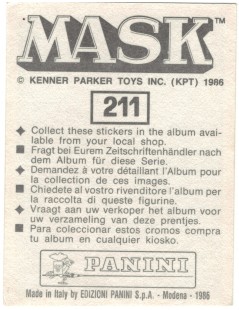 MASK™
© KENNER PARKER TOYS INC. (KPT) 1986
211
✦ Collect these stickers in the album avai-
lable from your local shop.
■ Fragt bei Eurem Zeitschriftenhändler nach
dem Album für diese Serie.
✦ Demandez à votre détaillant l'Album pour
la collection de ces images.
■ Chiedete al vostro rivenditore l'album per
la raccolta di queste figurine.
✦ Vraagt aan uw verkoper het album voor
uw verzameling van deze prentjes.
■ Para coleccionar estos cromos compra
tu album en cualquier kiosko.
PANINI
Made in Italy by EDIZIONI PANINI S.p.A. - Modena - 1986